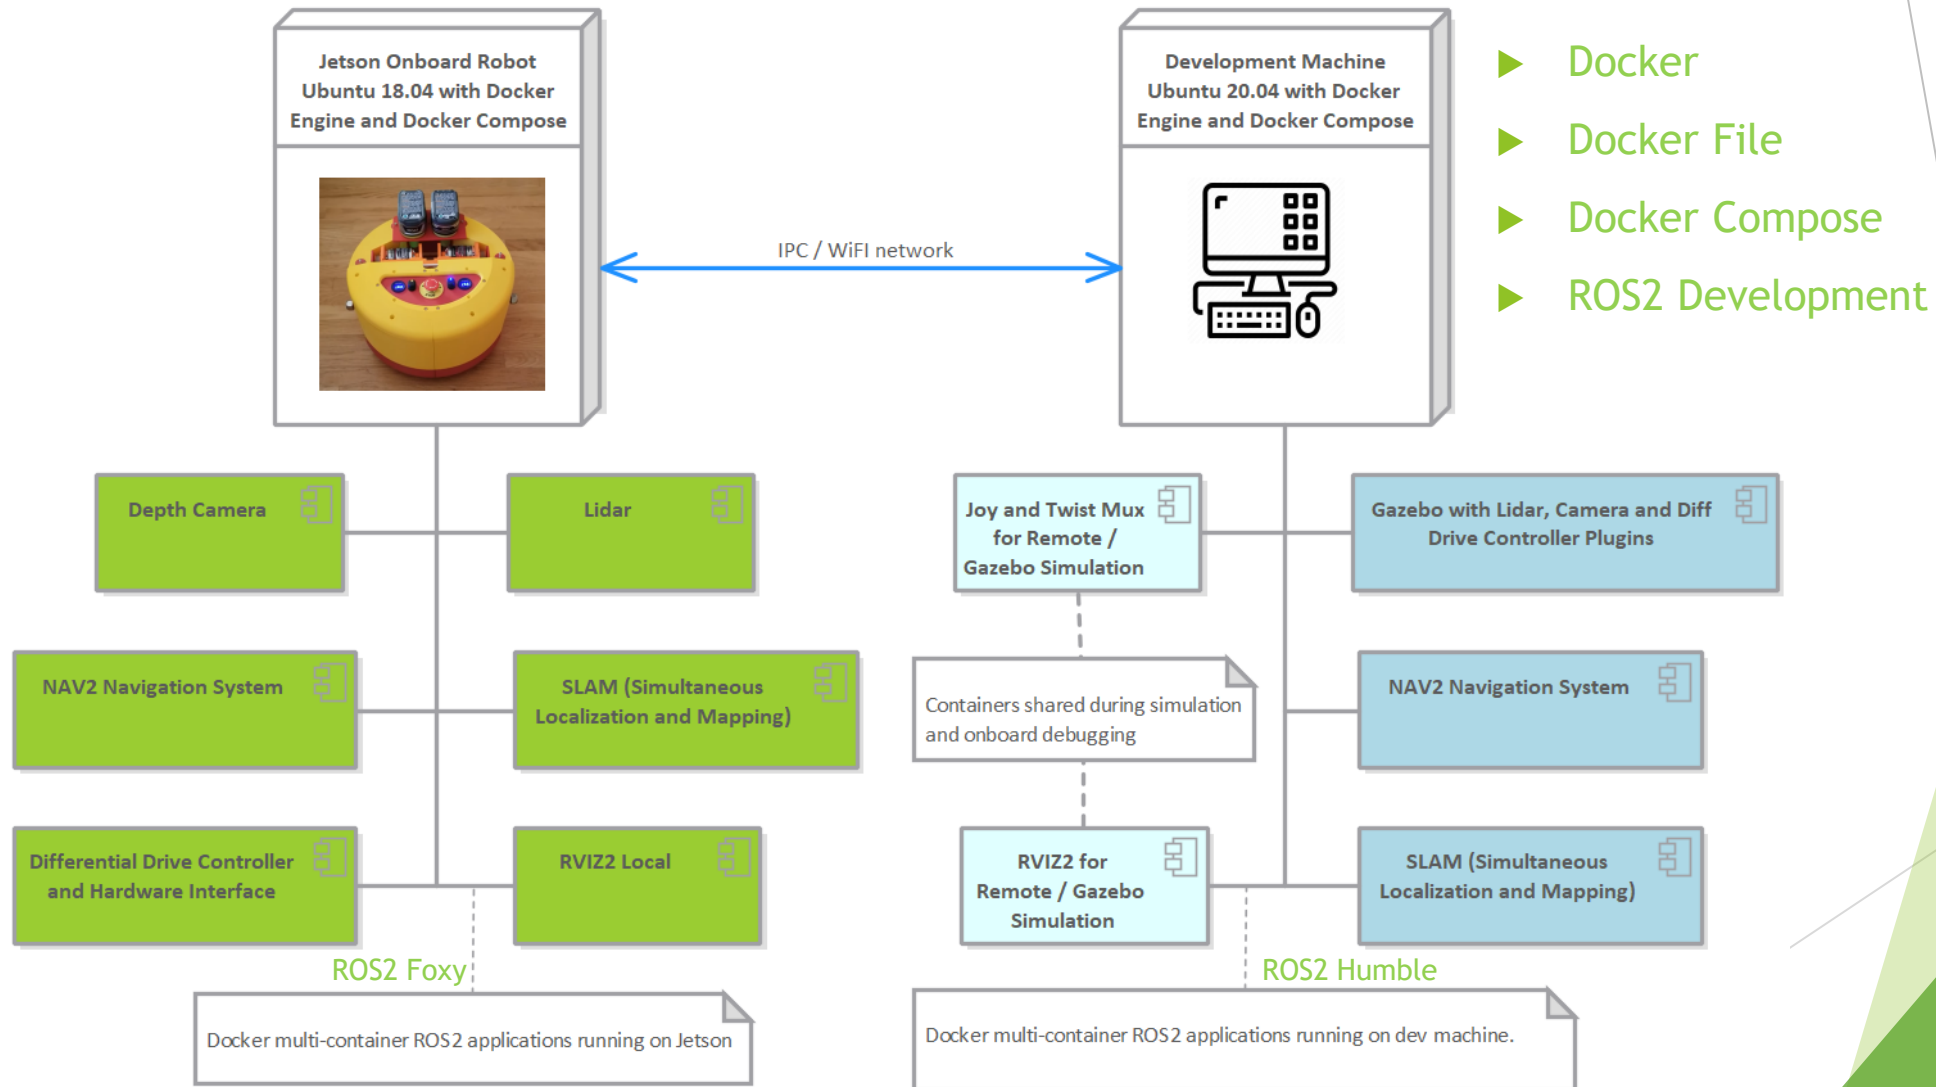 Jetson Onboard Robot
Ubuntu 18.04 with Docker
Engine and Docker Compose
Development Machine
Ubuntu 20.04 with Docker
Engine and Docker Compose
Docker
Docker File
Docker Compose
ROS2 Development
IPC / WiFI network
Depth Camera
Lidar
Joy and Twist Mux
for Remote /
Gazebo Simulation
Gazebo with Lidar, Camera and Diff
Drive Controller Plugins
NAV2 Navigation System
SLAM (Simultaneous
Localization and Mapping)
Containers shared during simulation
and onboard debugging
NAV2 Navigation System
Differential Drive Controller
and Hardware Interface
RVIZ2 Local
RVIZ2 for
Remote / Gazebo
Simulation
SLAM (Simultaneous
Localization and Mapping)
ROS2 Foxy
ROS2 Humble
Docker multi-container ROS2 applications running on Jetson
Docker multi-container ROS2 applications running on dev machine.